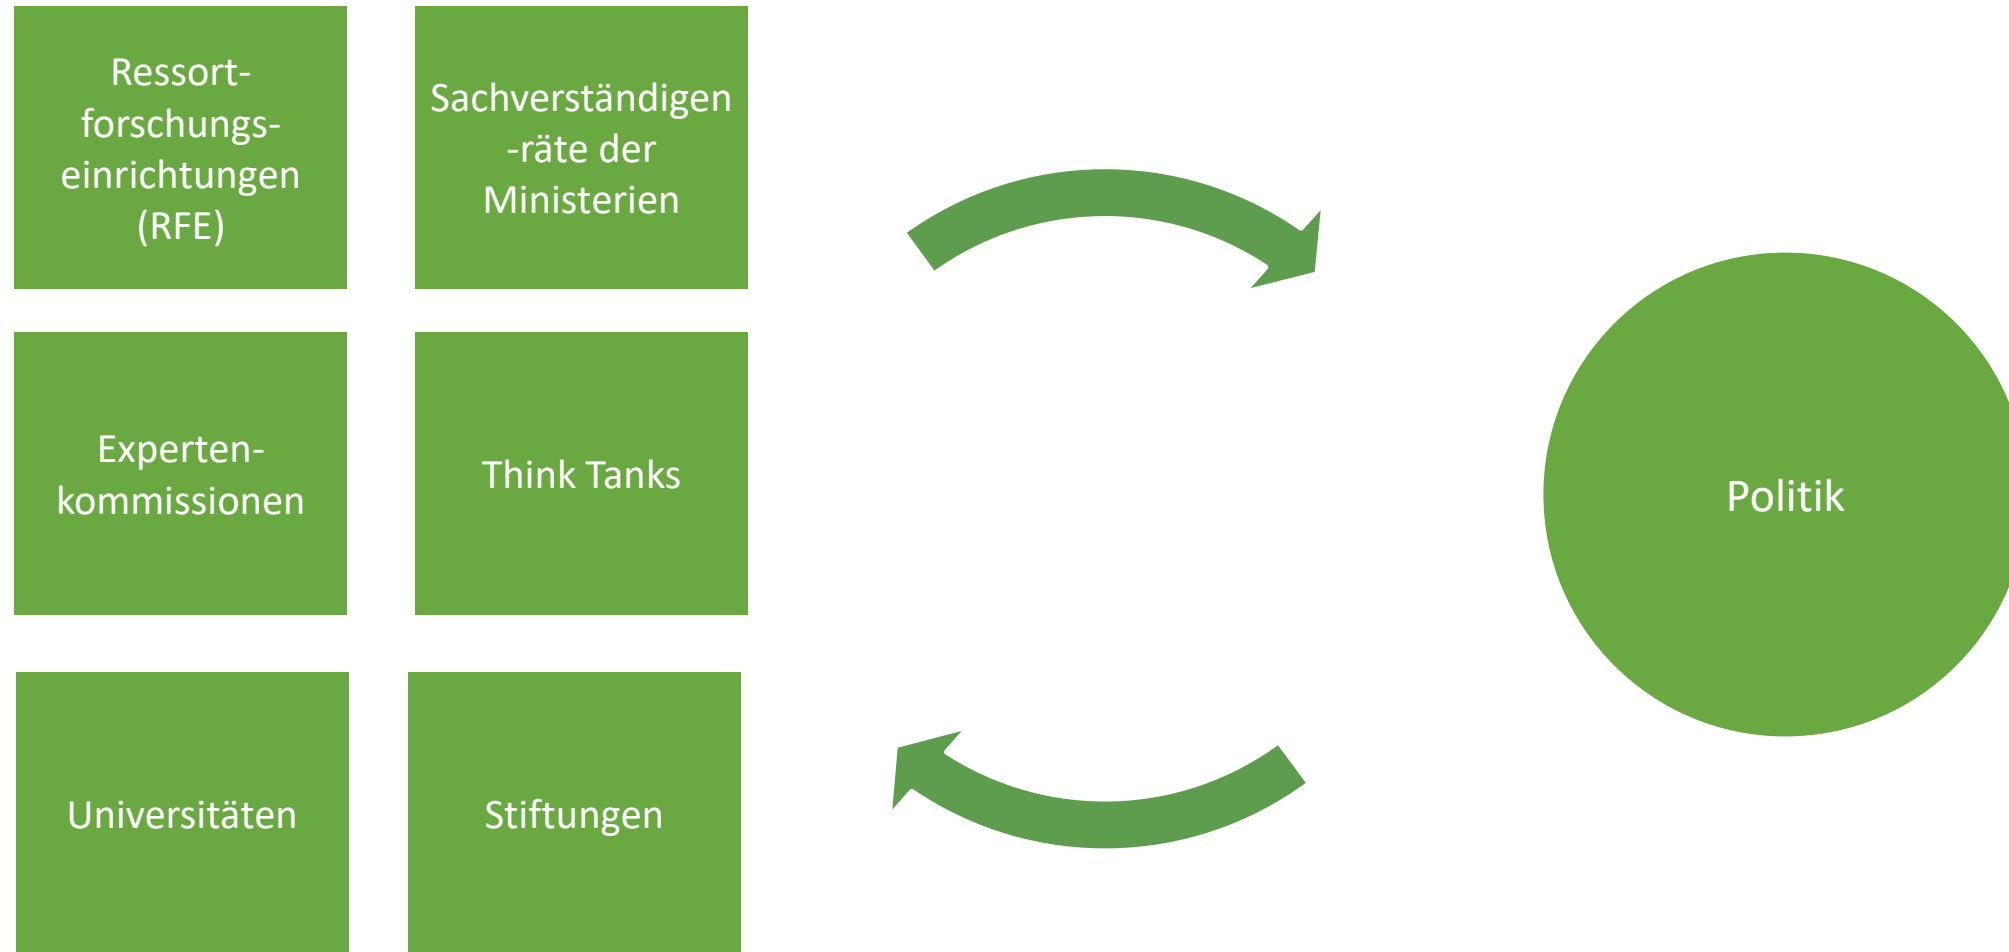 Ressort-
forschungs-
einrichtungen
(RFE)
Sachverständigen
-räte der
Ministerien
Experten-
kommissionen
Think Tanks
Politik
Universitäten
Stiftungen